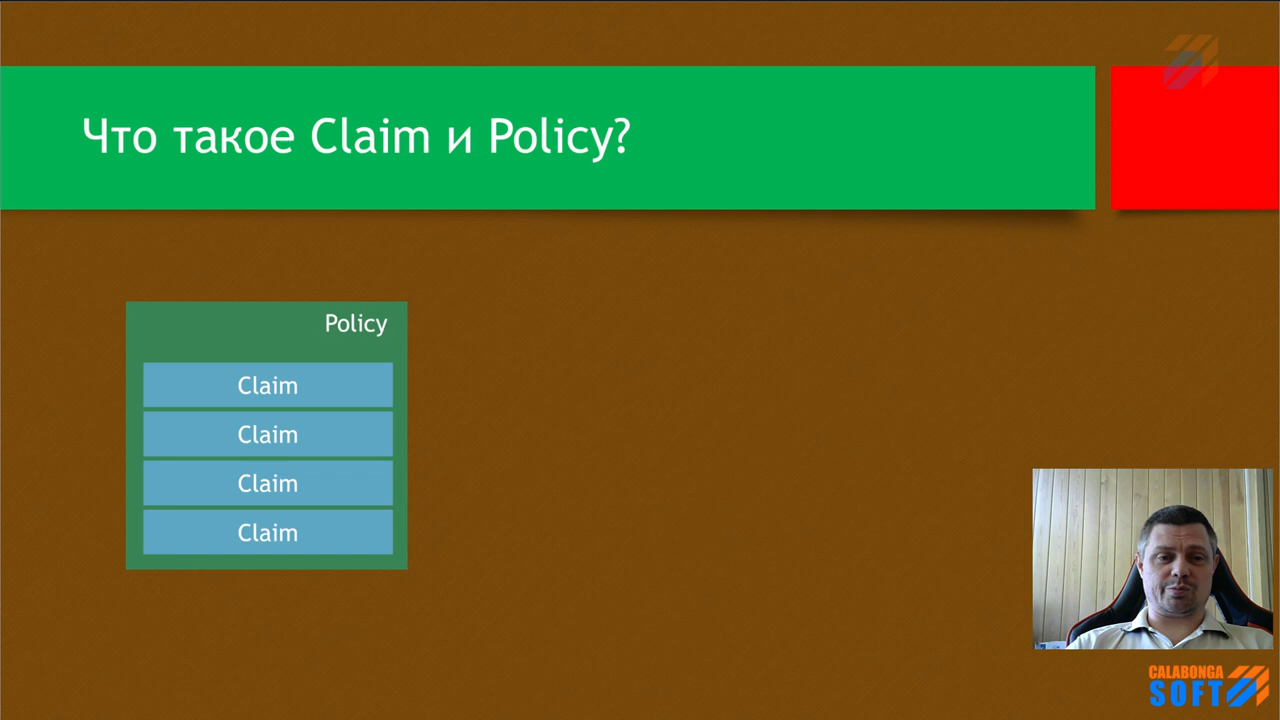 Что такое Claim и Policy?
Policy
Claim
Claim
Claim
Claim
CALABONGA
SOFT